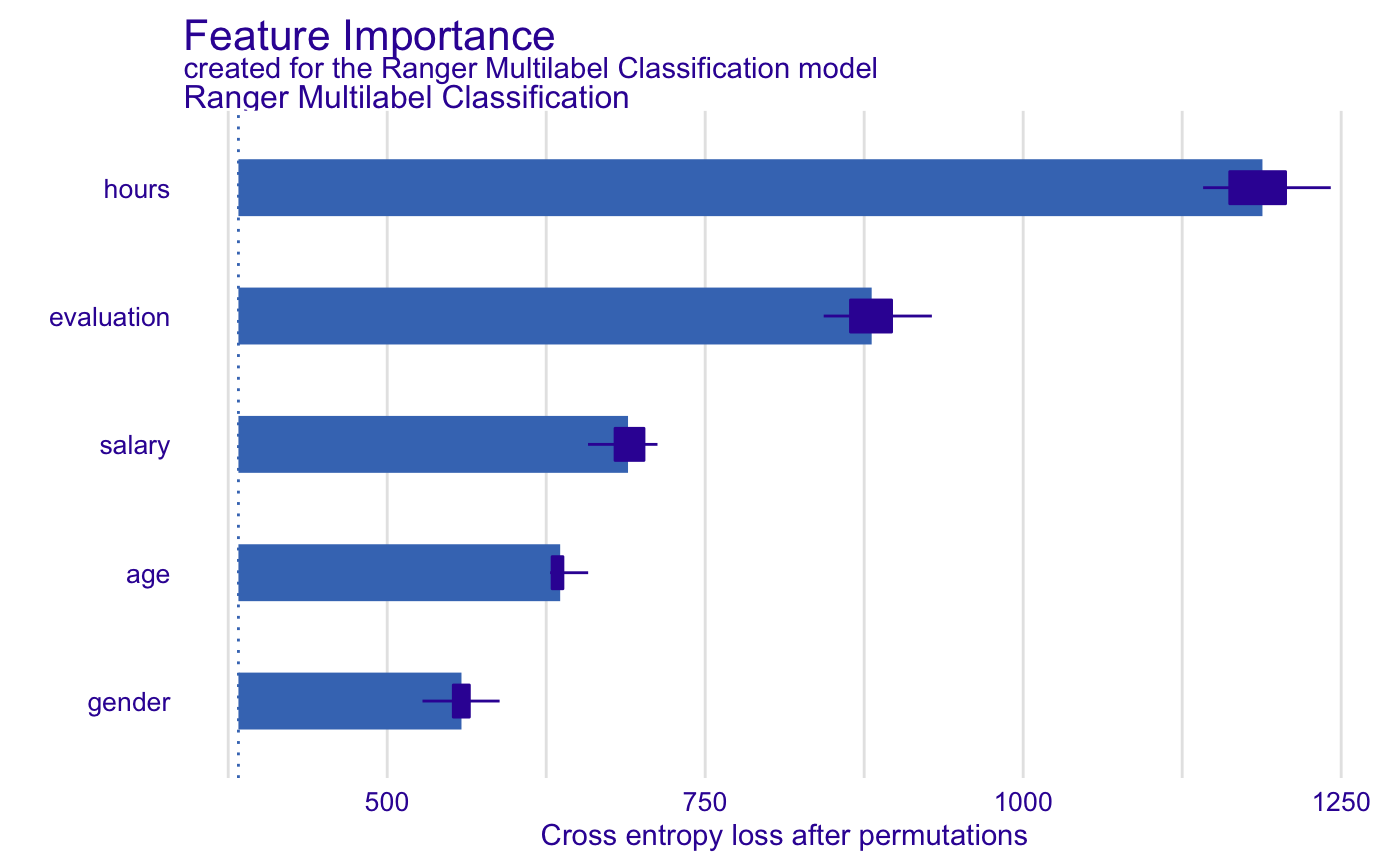 Feature Importance
created for the Ranger Multilabel Classification model
Ranger Multilabel Classification
hours
evaluation
salary
age
gender
500 750 1000 1250
Cross entropy loss after permutations